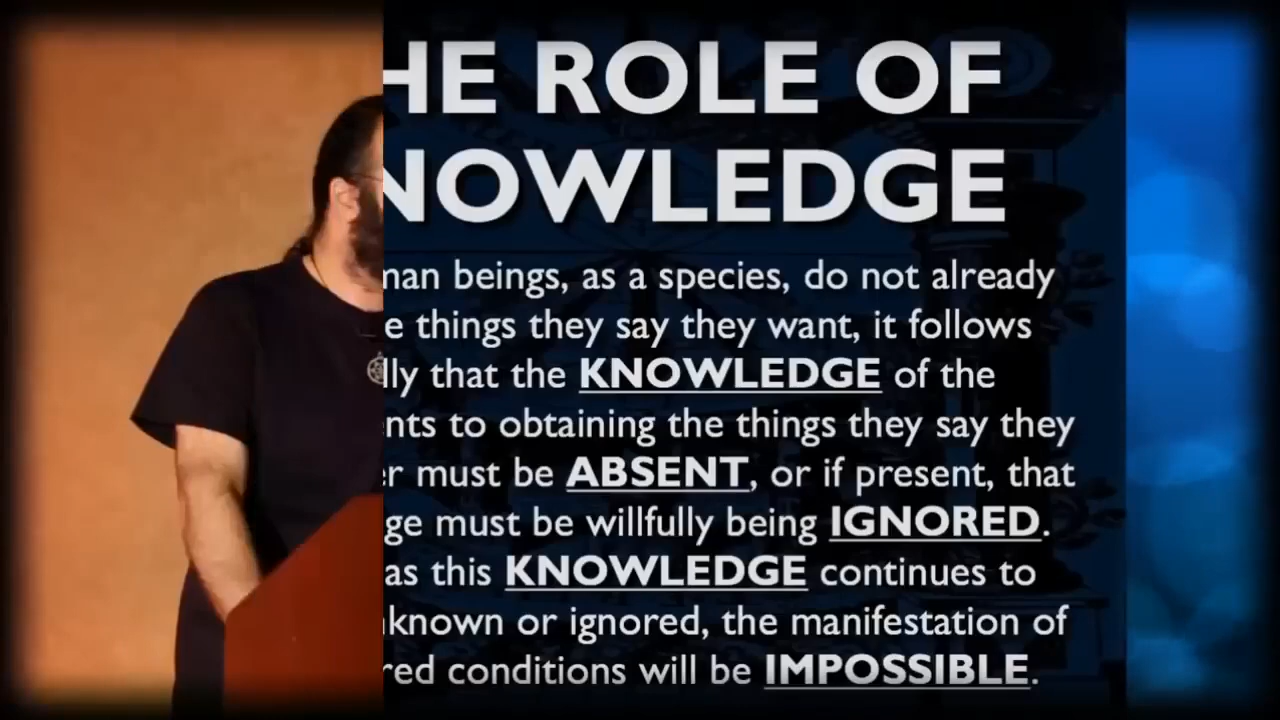 HE ROLE OF
NOWLEDGE
man beings, as a species, do not already
e things they say they want, it follows
lly that the KNOWLEDGE of the
nts to obtaining the things they say they
er must be ABSENT, or if present, that
ge must be willfully being IGNORED.
as this KNOWLEDGE continues to
known or ignored, the manifestation of
red conditions will be IMPOSSIBLE.